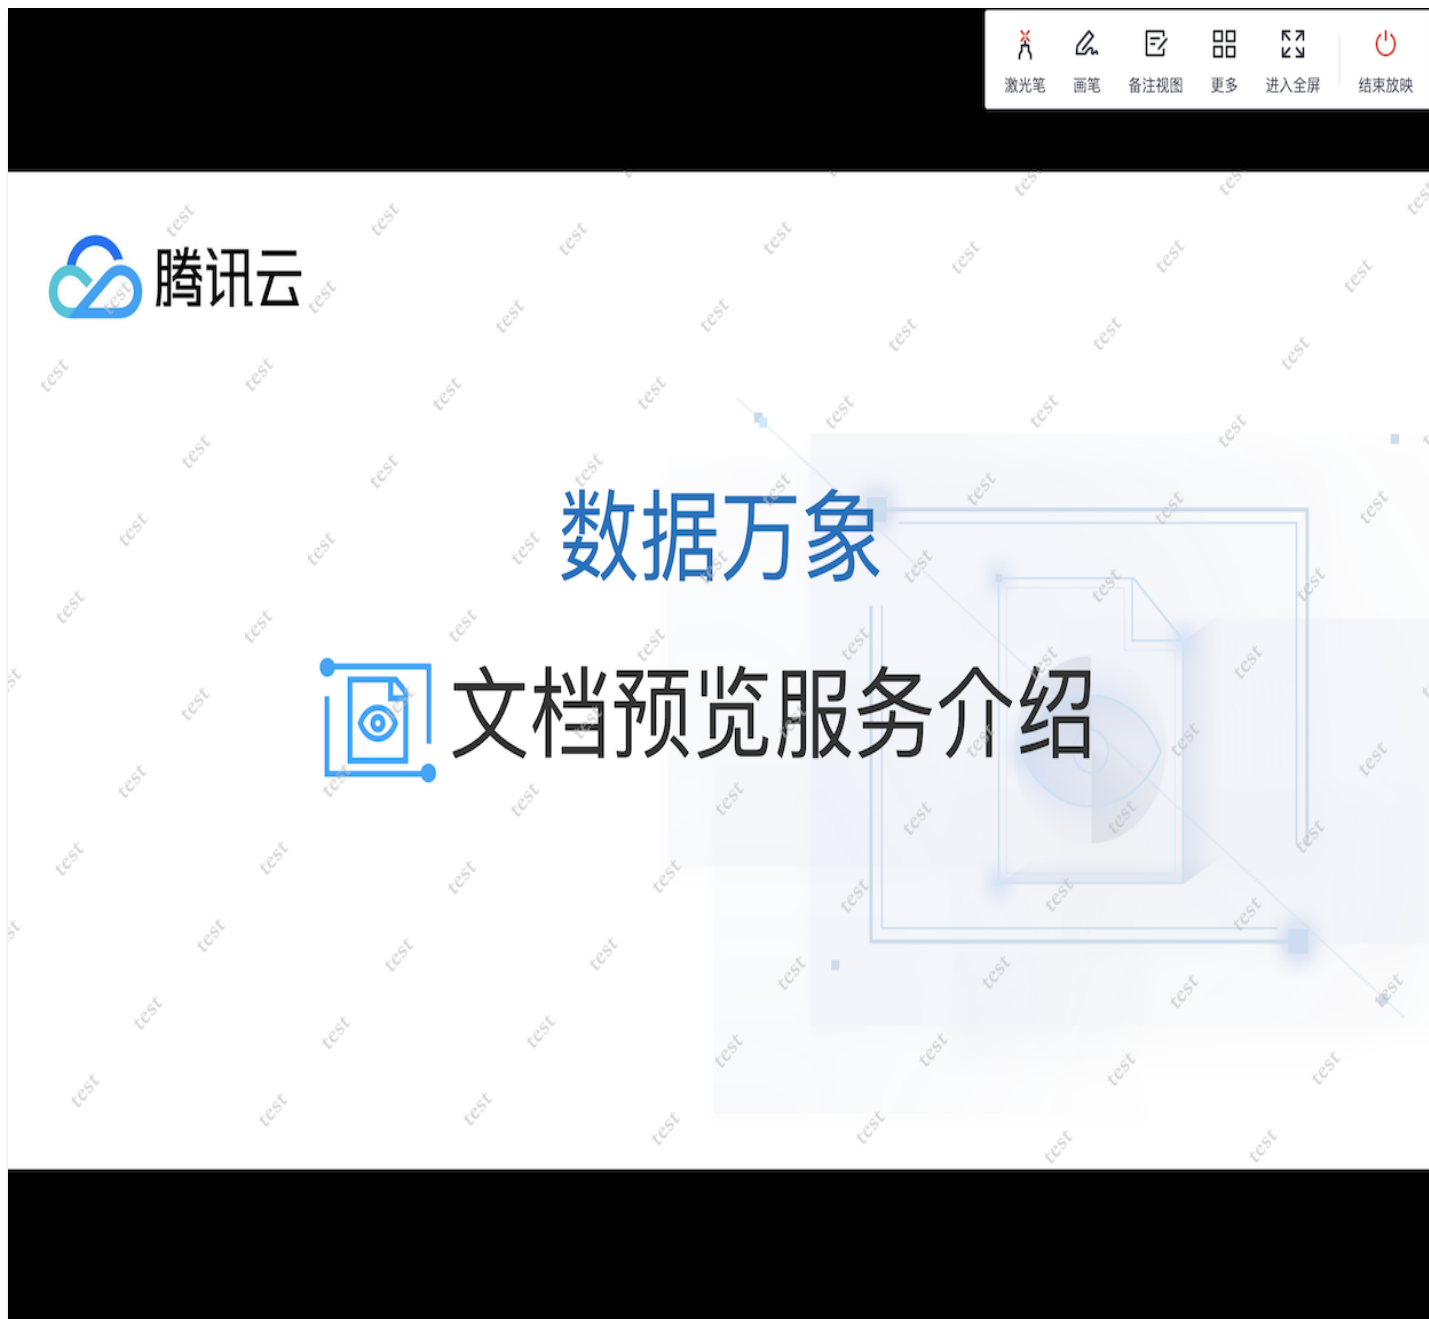 激光笔 画笔 备注视图 更多 进入全屏 结束放映
腾讯云
数据万象
文档预览服务介绍
test